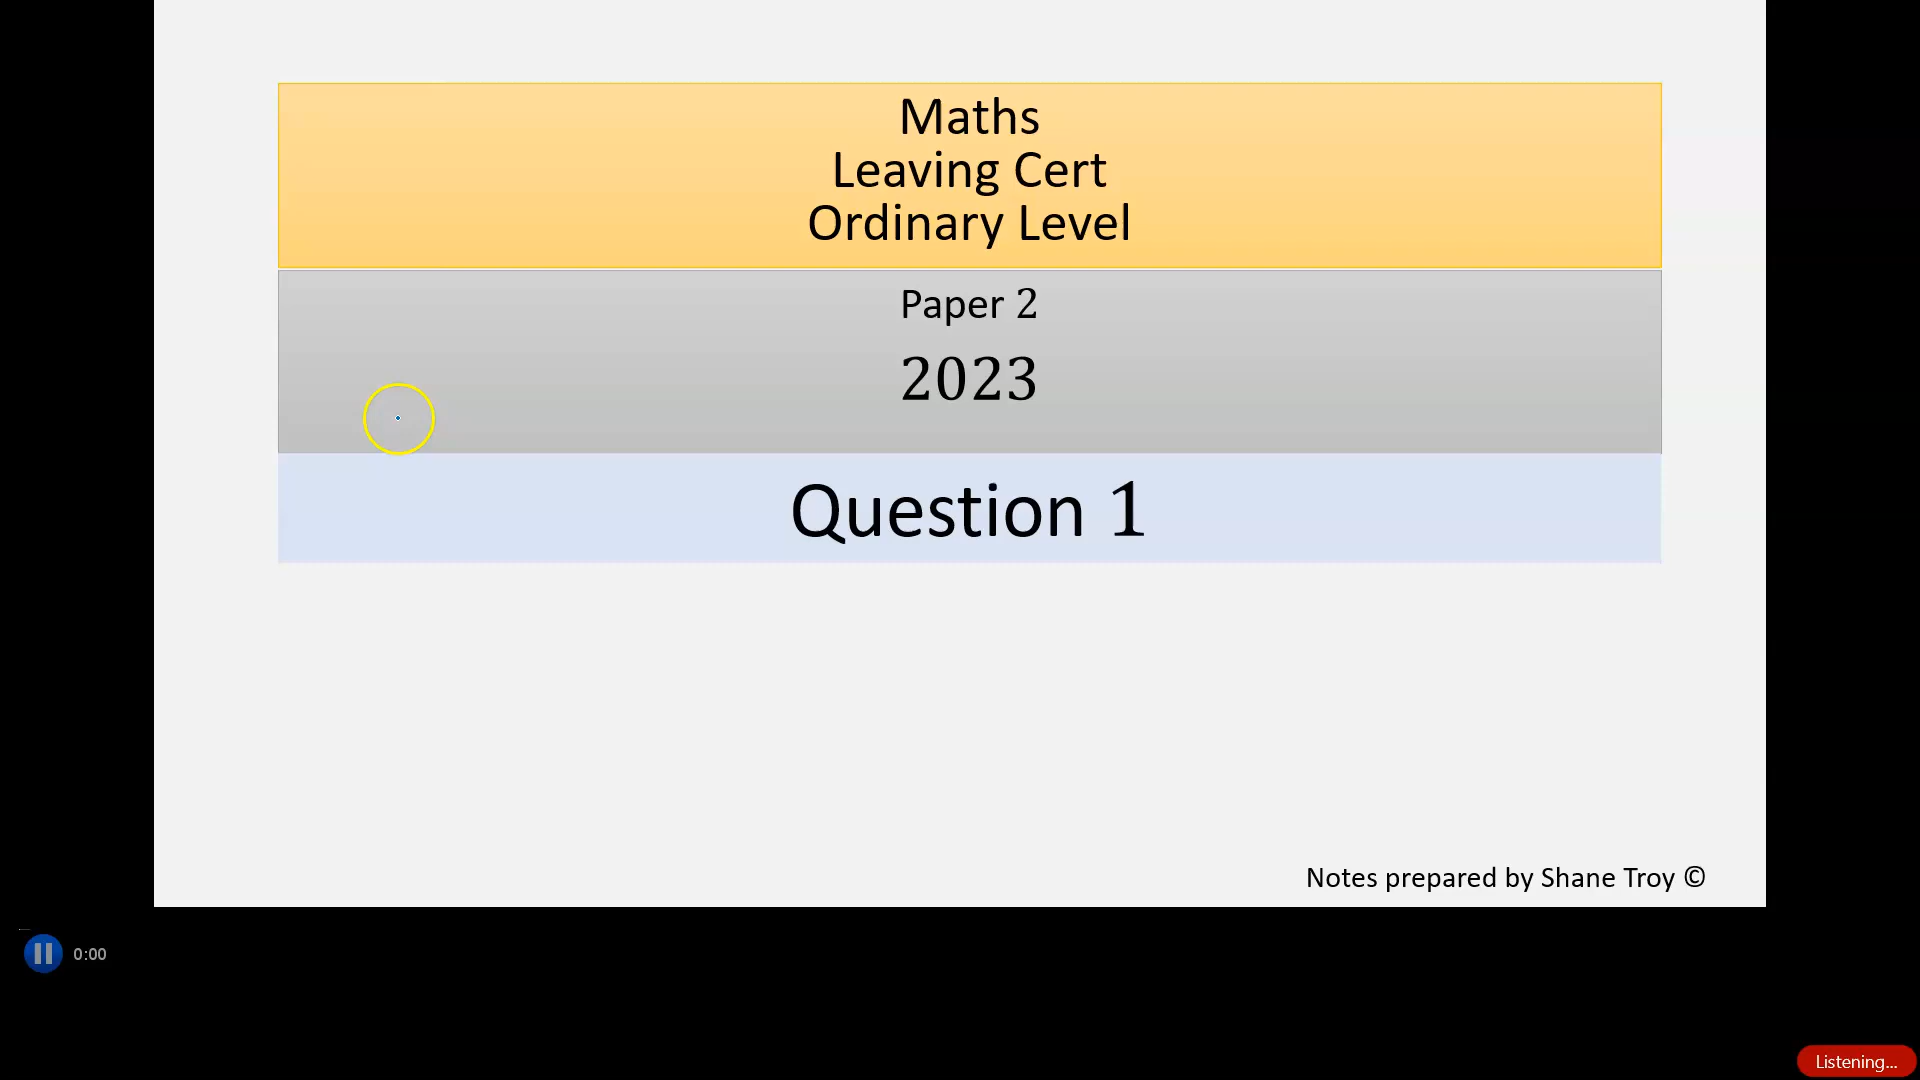 Maths
Leaving Cert
Ordinary Level
Paper 2
2023
Question 1
Notes prepared by Shane Troy ©
0:00
Listening...